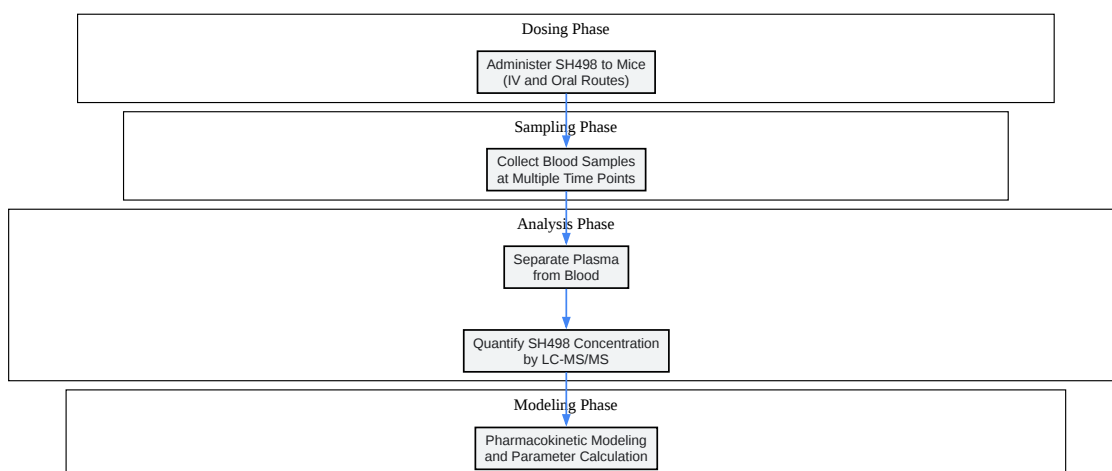 Dosing Phase
Administer SH498 to Mice
(IV and Oral Routes)
Sampling Phase
Collect Blood Samples
at Multiple Time Points
Analysis Phase
Separate Plasma
from Blood
Quantify SH498 Concentration
by LC-MS/MS
Modeling Phase
Pharmacokinetic Modeling
and Parameter Calculation